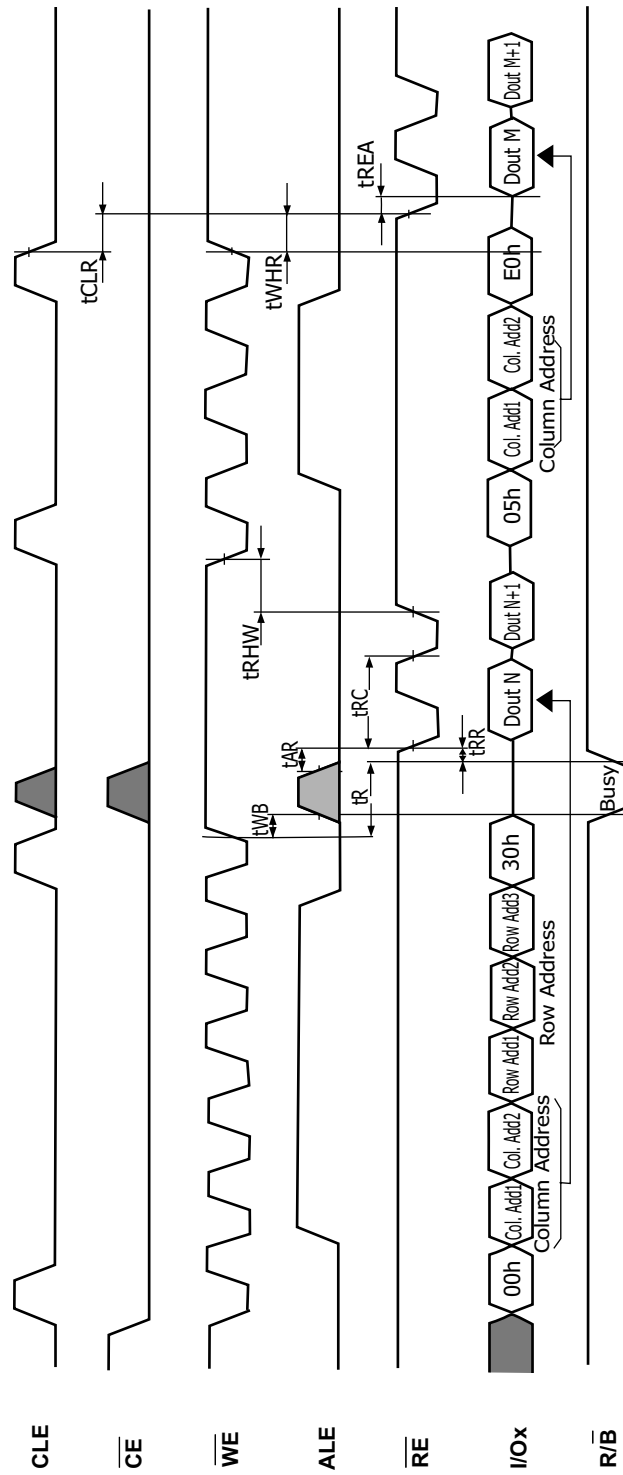 CLE
tCLR
CE
WE
tWHR
tWB
tRHW
ALE
tAR
tR
tRC
RE
tRR
tREA
I/Ox
00h
Col. Add1
Col. Add2
Row Add1
Row Add2
Row Add3
30h
Dout N
Dout N+1
05h
Col. Add1
Col. Add2
E0h
Dout M
Dout M+1
Column Address
Row Address
Column Address
R/B
Busy